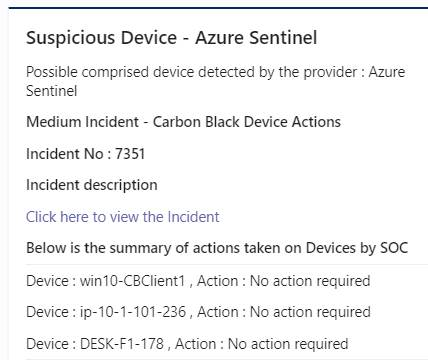 Suspicious Device - Azure Sentinel
Possible comprised device detected by the provider : Azure
Sentinel
Medium Incident - Carbon Black Device Actions
Incident No : 7351
Incident description
Click here to view the Incident
Below is the summary of actions taken on Devices by SOC
Device : win10-CBClient1 , Action : No action required
Device : ip-10-1-101-236 , Action : No action required
Device : DESK-F1-178 , Action : No action required